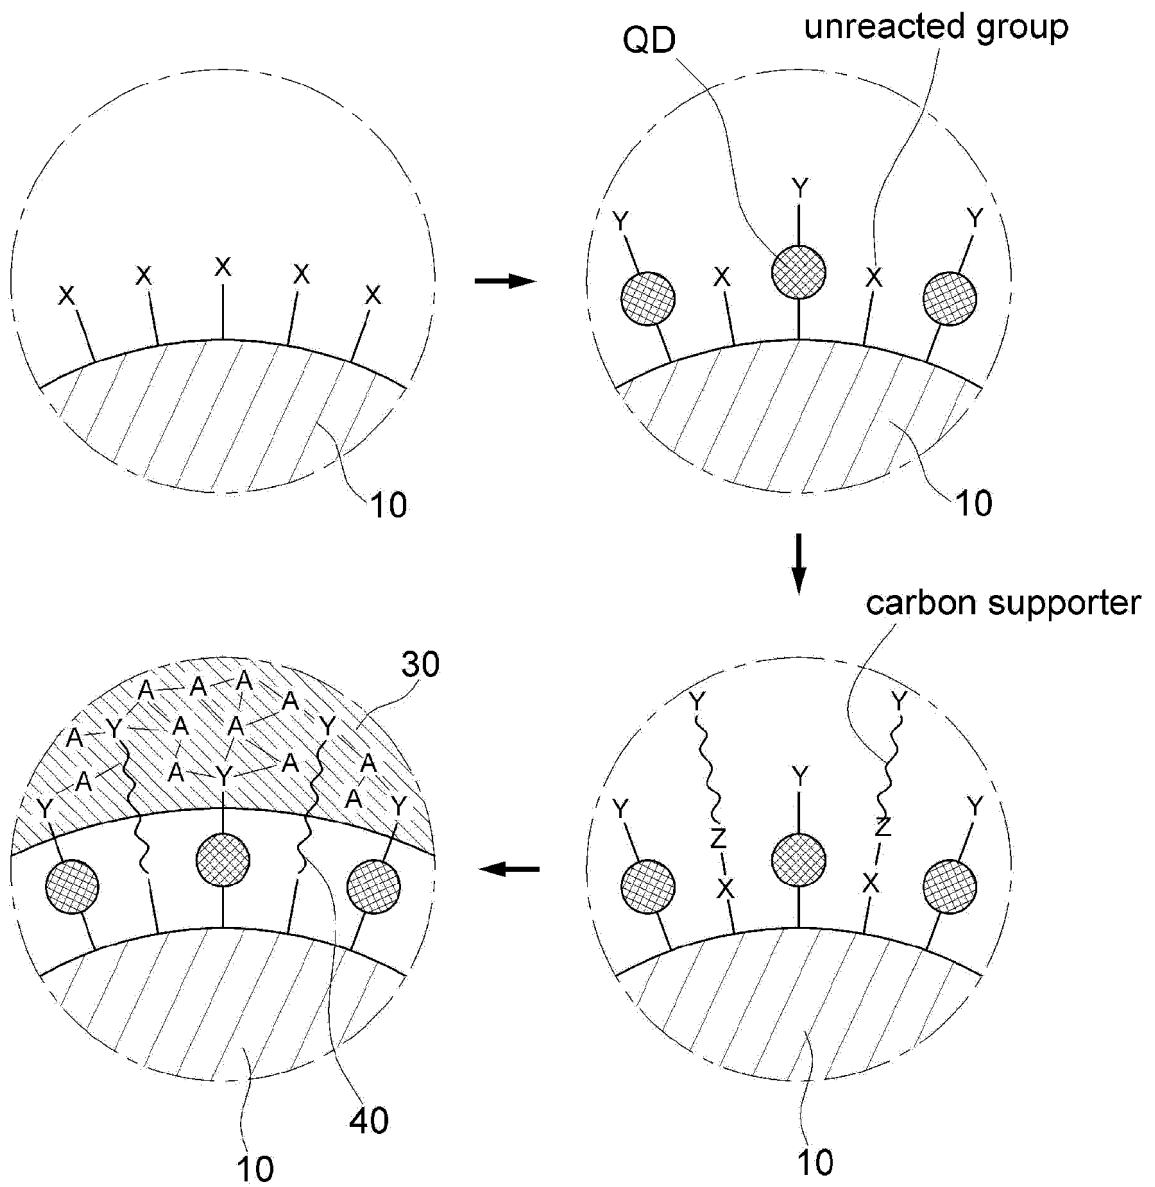 QD
unreacted group
X X X X X
10
Y Y Y
X X
10
carbon supporter
Y Y
Y Y Y
Z Z
X X
10
30
A A A A
A Y A A Y
A A Y A A
Y A Y
40
10